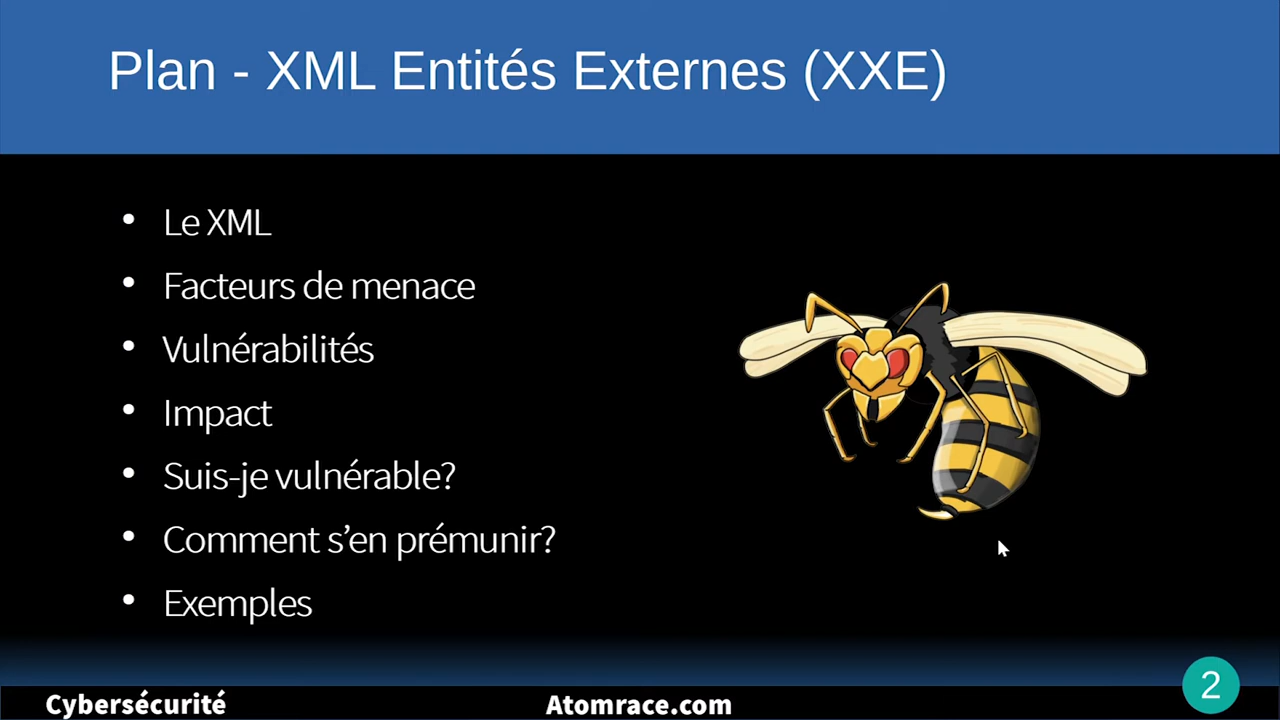 Plan - XML Entités Externes (XXE)
• Le XML
• Facteurs de menace
• Vulnérabilités
• Impact
• Suis-je vulnérable?
• Comment s’en prémunir?
• Exemples
Cybersécurité
Atomrace.com
2